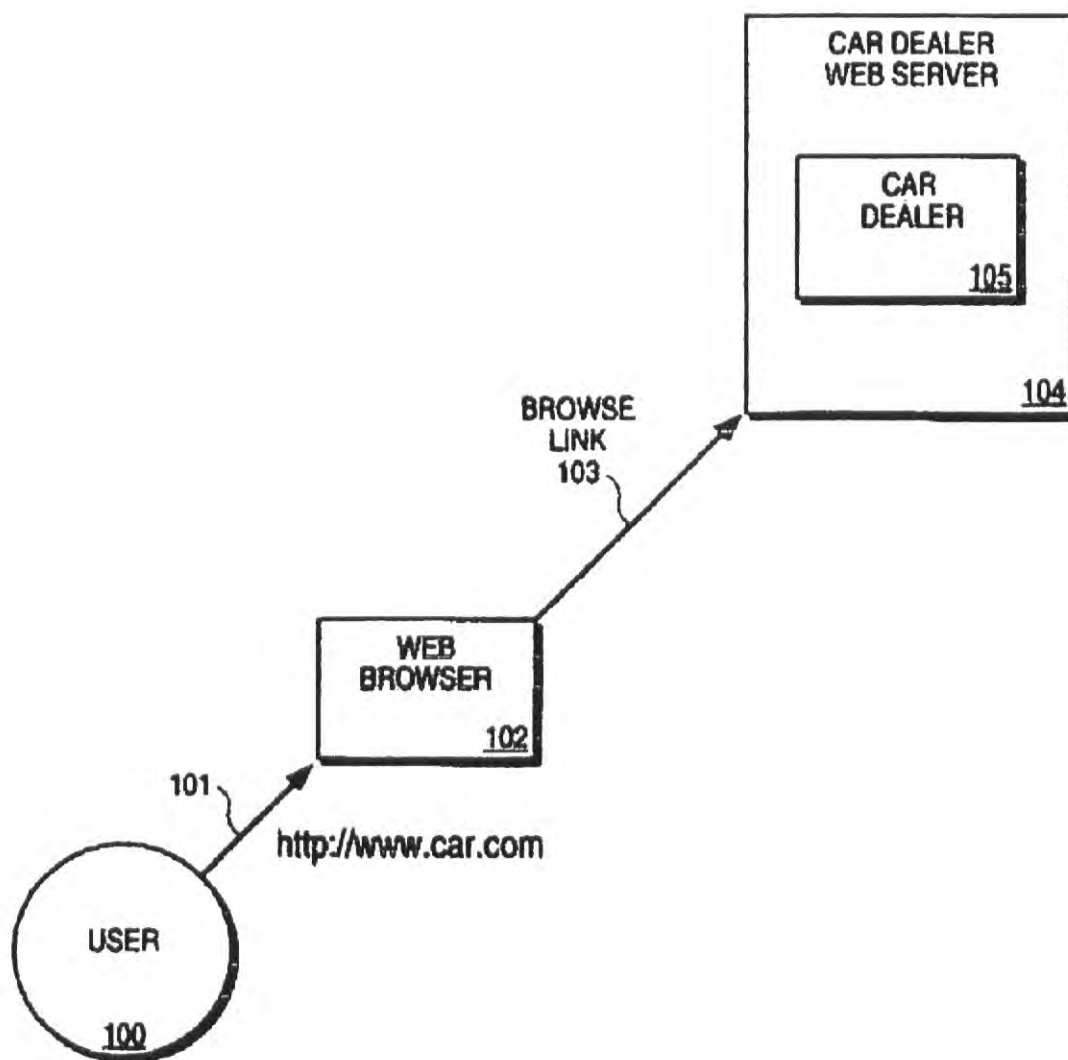 CAR DEALER
WEB SERVER
CAR
DEALER
105
104
BROWSE
LINK
103
WEB
BROWSER
102
101
http://www.car.com
USER
100